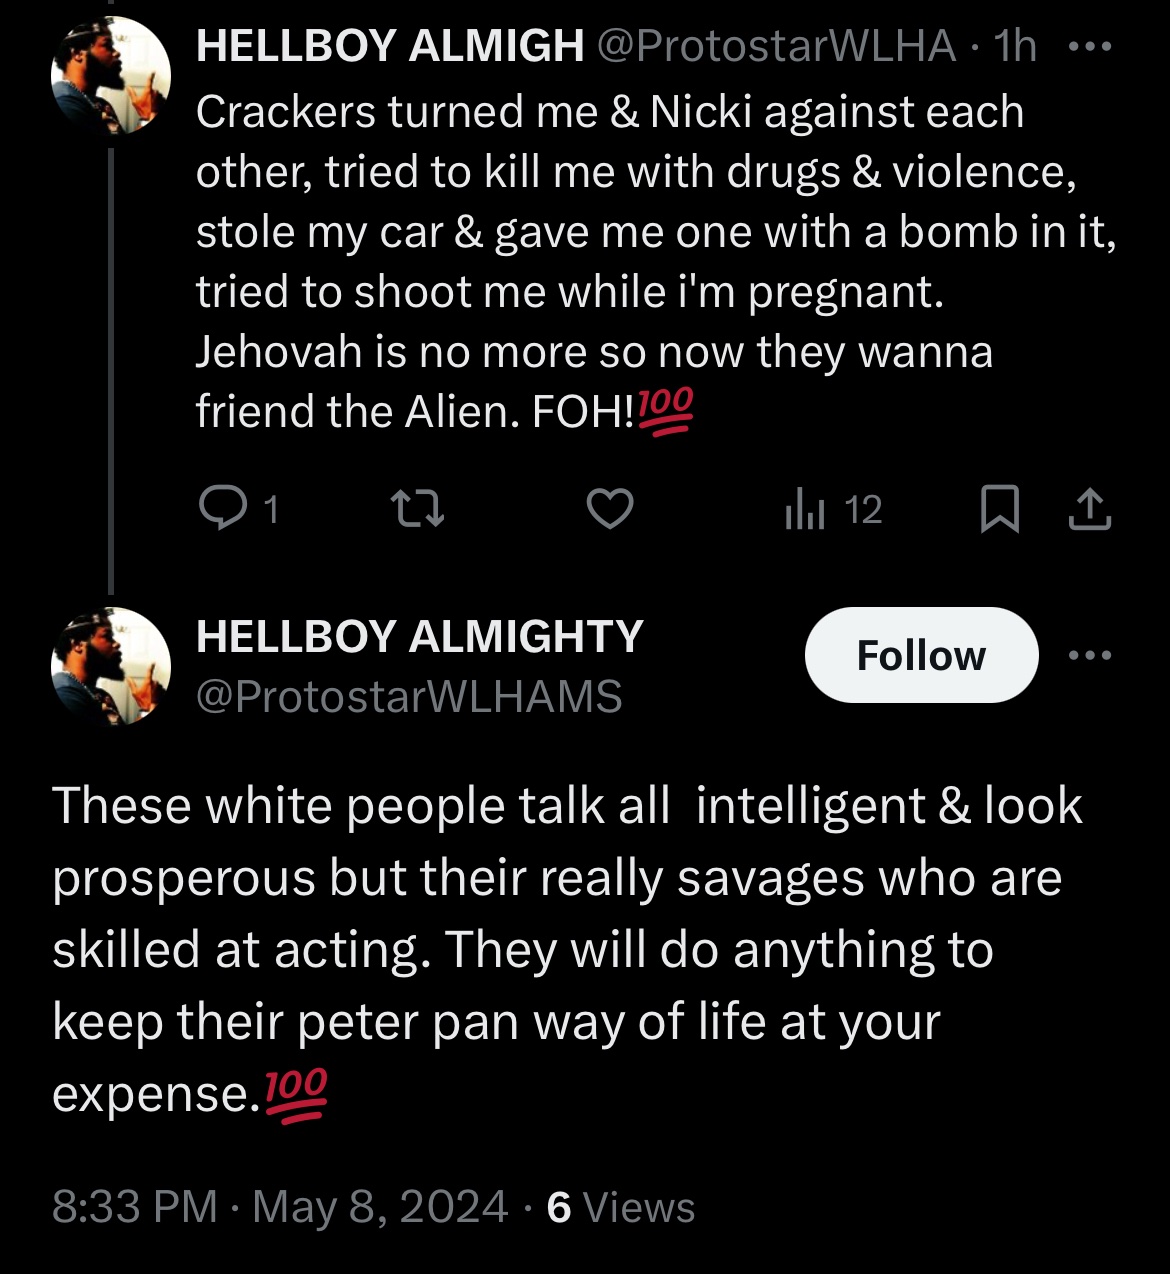 HELLBOY ALMIGH @ProtostarWLHA · 1h
Crackers turned me & Nicki against each
other, tried to kill me with drugs & violence,
stole my car & gave me one with a bomb in it,
tried to shoot me while i'm pregnant.
Jehovah is no more so now they wanna
friend the Alien. FOH!💯
1 12
HELLBOY ALMIGHTY
Follow
@ProtostarWLHAMS
These white people talk all  intelligent & look
prosperous but their really savages who are
skilled at acting. They will do anything to
keep their peter pan way of life at your
expense.💯
8:33 PM · May 8, 2024 · 6 Views